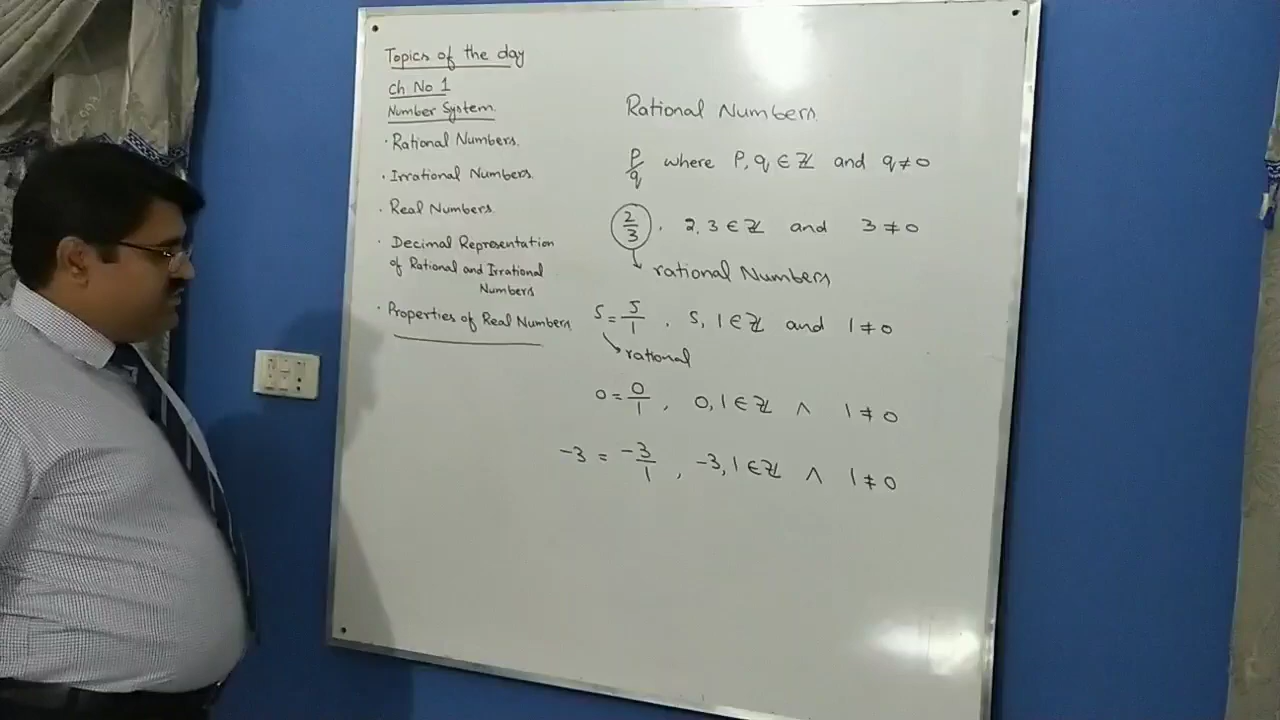 Topics of the day
ch No 1
Number System.
· Rational Numbers.
· Irrational Numbers.
· Real Numbers.
· Decimal Representation
of Rational and Irrational
Numbers
· Properties of Real Numbers
Rational Numbers.
P/q where P, q ∈ ℤ and q ≠ 0
2/3 , 2, 3 ∈ ℤ and 3 ≠ 0
↳ rational Numbers
5 = 5/1 , 5, 1 ∈ ℤ and 1 ≠ 0
↘ rational
0 = 0/1 , 0, 1 ∈ ℤ ∧ 1 ≠ 0
-3 = -3/1 , -3, 1 ∈ ℤ ∧ 1 ≠ 0